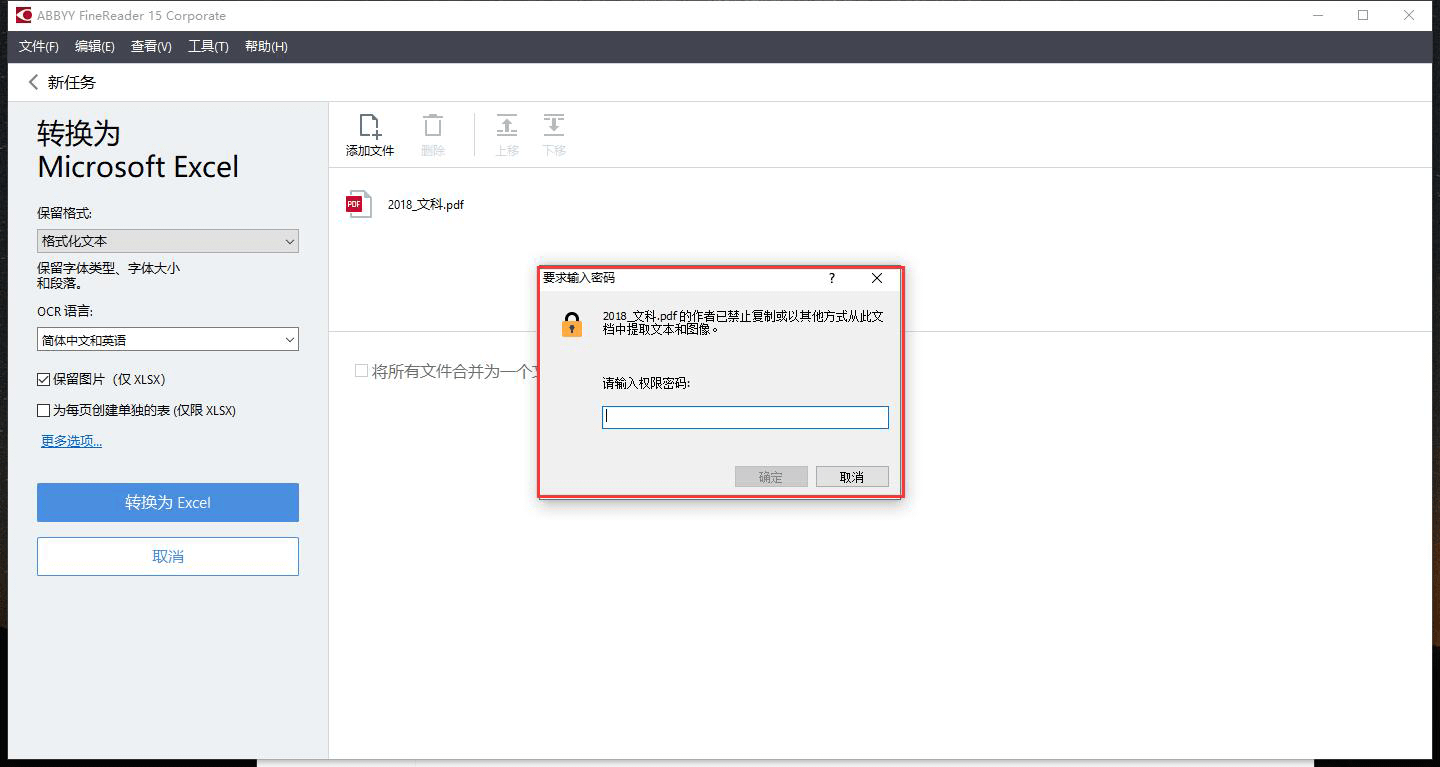 ABBYY FineReader 15 Corporate
文件(F) 编辑(E) 查看(V) 工具(T) 帮助(H)
新任务
转换为
Microsoft Excel
保留格式:
格式化文本
保留字体类型、字体大小
和段落。
OCR 语言:
简体中文和英语
保留图片（仅 XLSX）
为每页创建单独的表 (仅限 XLSX)
更多选项...
转换为 Excel
取消
添加文件 删除 上移 下移
PDF 2018_文科.pdf
将所有文件合并为一个
要求输入密码 ?
2018_文科.pdf 的作者已禁止复制或以其他方式从此文
档中提取文本和图像。
请输入权限密码:
确定 取消